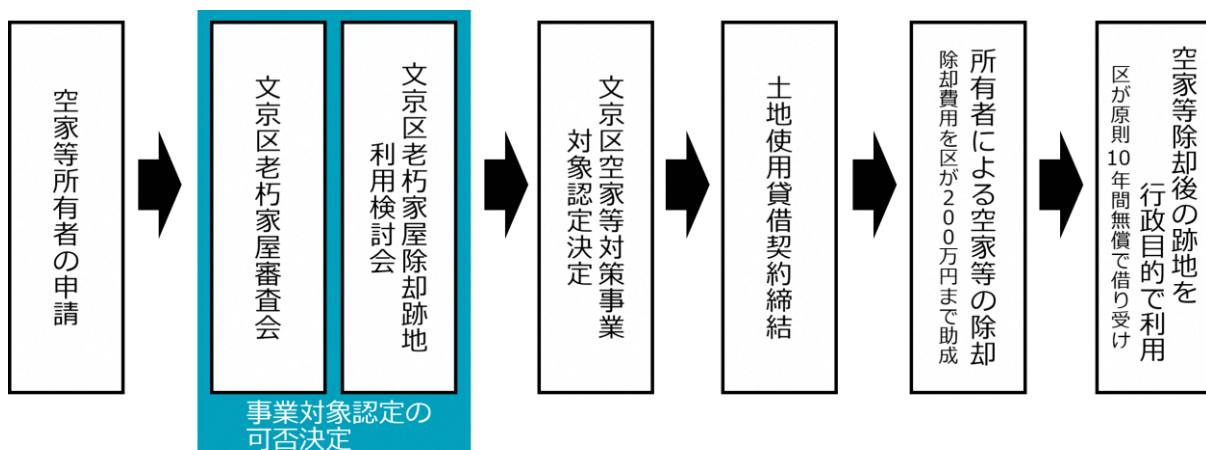 空家等所有者の申請
文京区老朽家屋審査会
文京区老朽家屋除却跡地
利用検討会
事業対象認定の
可否決定
文京区空家等対策事業
対象認定決定
土地使用貸借契約締結
所有者による空家等の除却
除却費用を区が200万円まで助成
空家等除却後の跡地を
行政目的で利用
区が原則10年間無償で借り受け